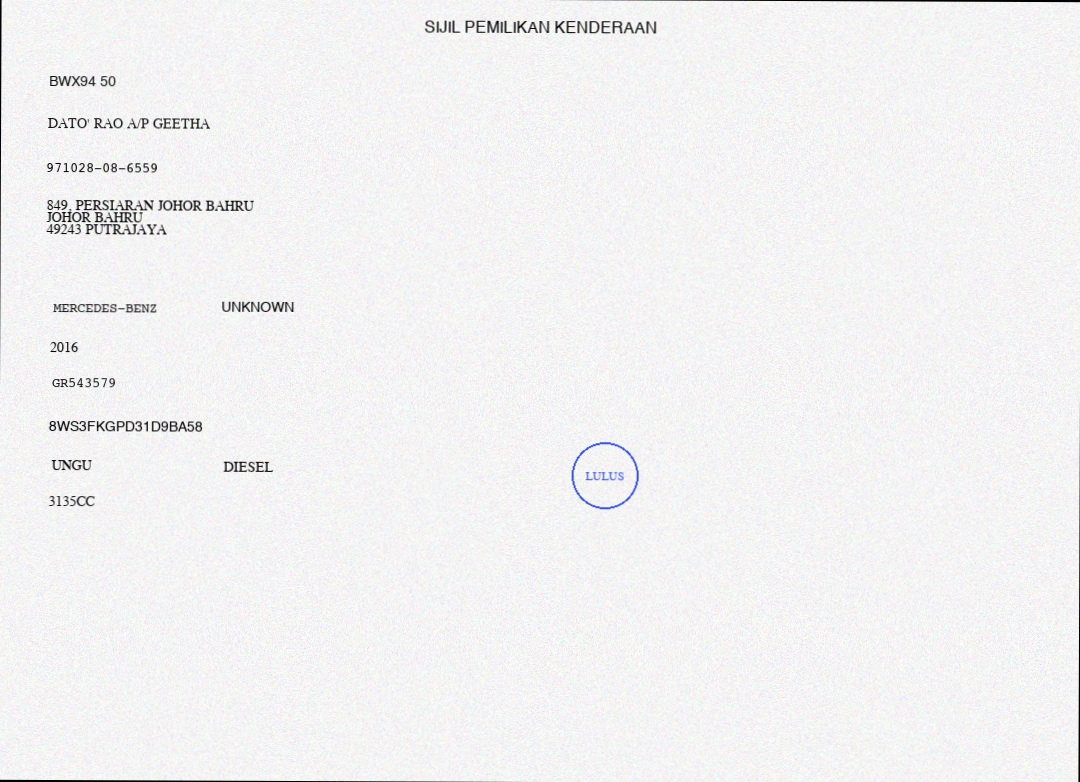 SIJIL PEMILIKAN KENDERAAN
BWX94 50
DATO' RAO A/P GEETHA
971028-08-6559
849, PERSIARAN JOHOR BAHRU
JOHOR BAHRU
49243 PUTRAJAYA
MERCEDES-BENZ UNKNOWN
2016
GR543579
8WS3FKGPD31D9BA58
UNGU DIESEL
LULUS
3135CC